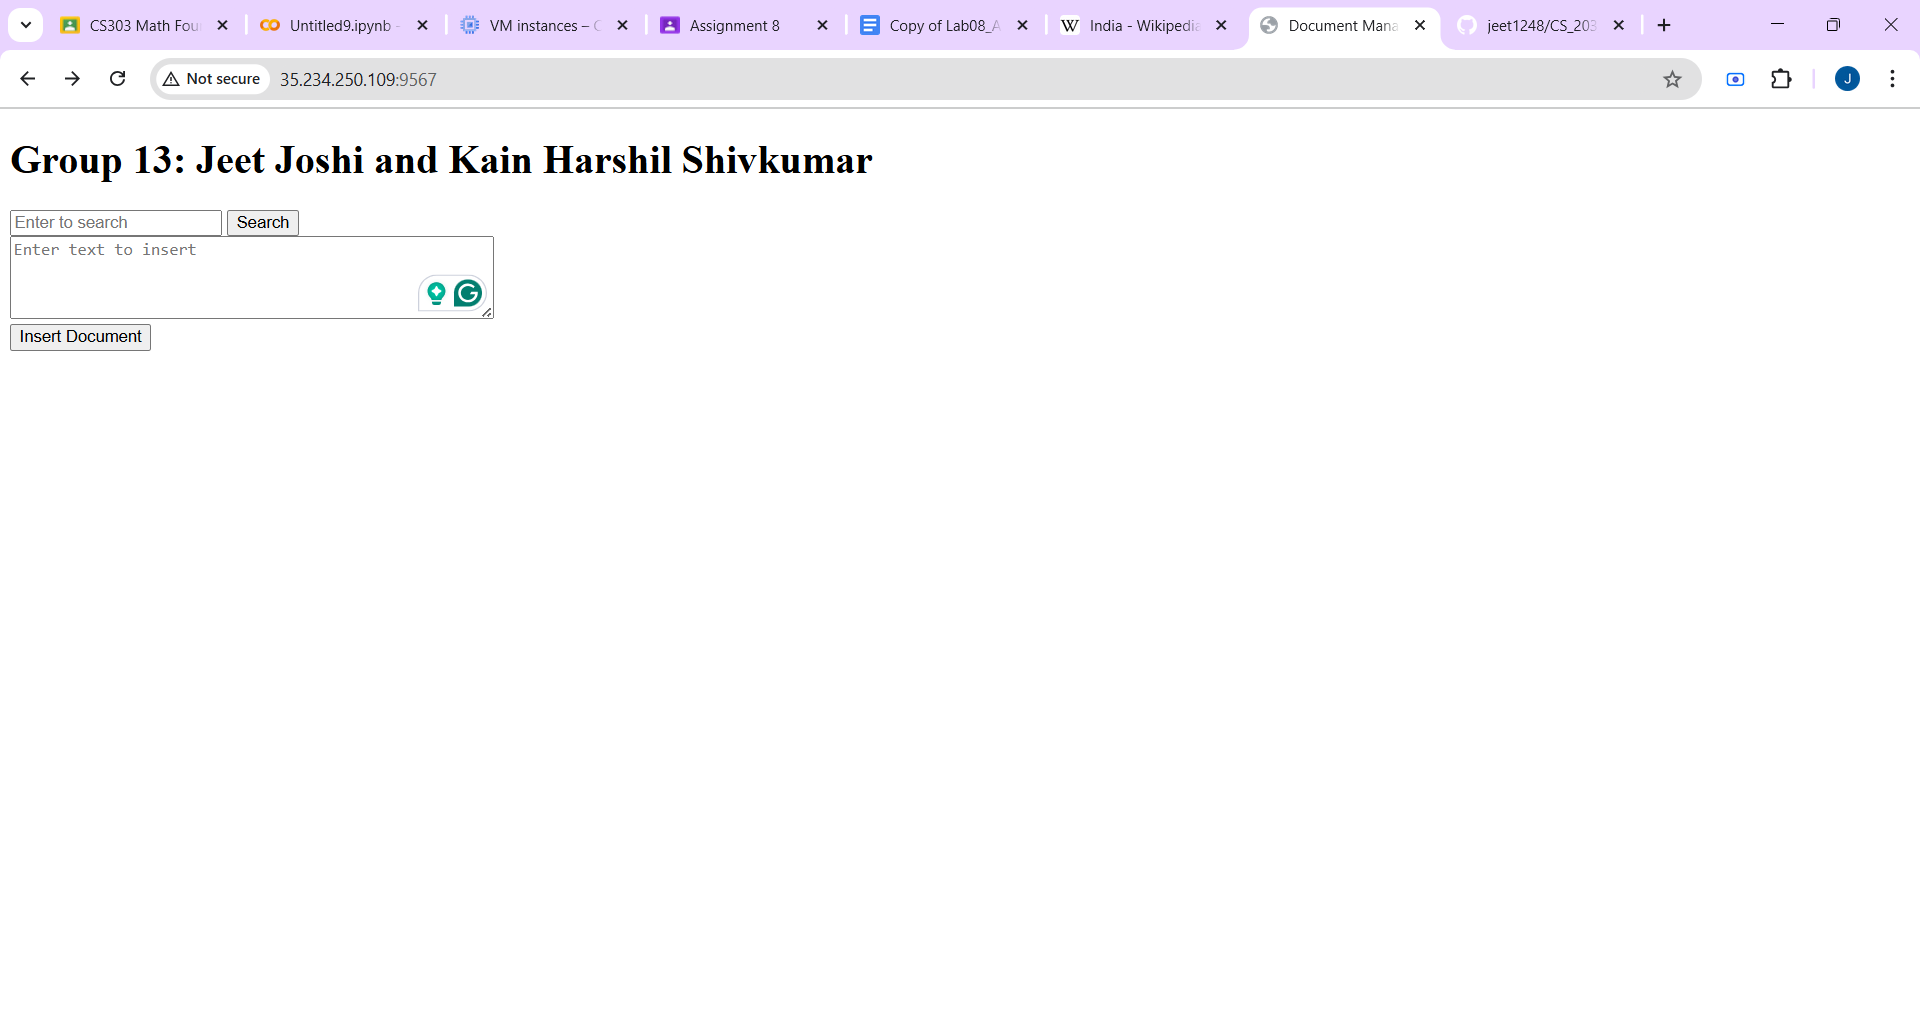 CS303 Math Fou
Untitled9.ipynb -
VM instances – C
Assignment 8
Copy of Lab08_A
India - Wikipedia
Document Mana
jeet1248/CS_203
Not secure
35.234.250.109:9567
J
Group 13: Jeet Joshi and Kain Harshil Shivkumar
Enter to search
Search
Enter text to insert
Insert Document